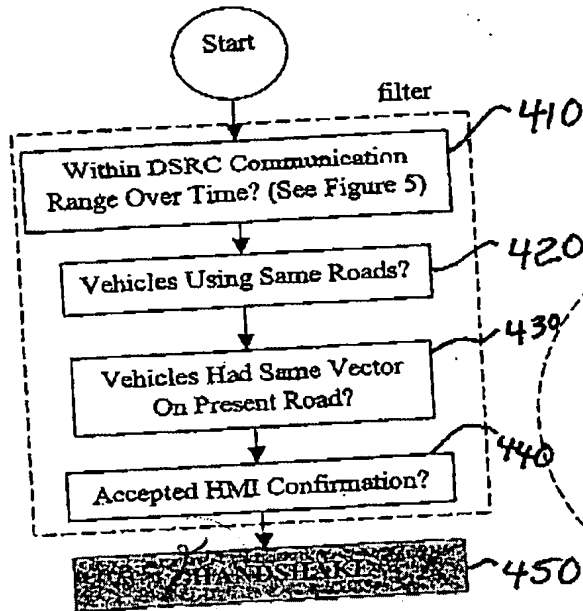 Start
filter
410
Within DSRC Communication
Range Over Time? (See Figure 5)
420
Vehicles Using Same Roads?
430
Vehicles Had Same Vector
On Present Road?
440
Accepted HMI Confirmation?
HANDSHAKE
450